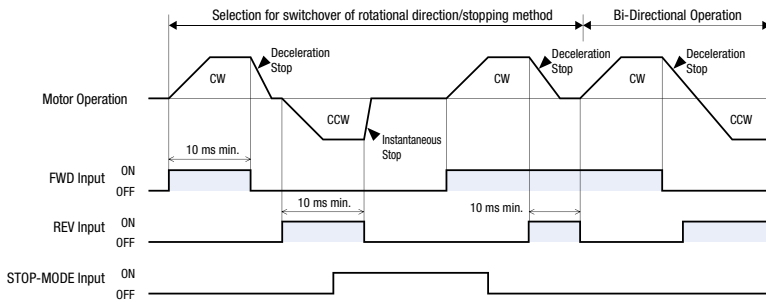 Selection for switchover of rotational direction/stopping method
Bi-Directional Operation
Motor Operation
CW
Deceleration
Stop
CCW
Instantaneous
Stop
CW
Deceleration
Stop
CW
Deceleration
Stop
CCW
FWD Input
ON
OFF
10 ms min.
REV Input
ON
OFF
10 ms min.
10 ms min.
STOP-MODE Input
ON
OFF